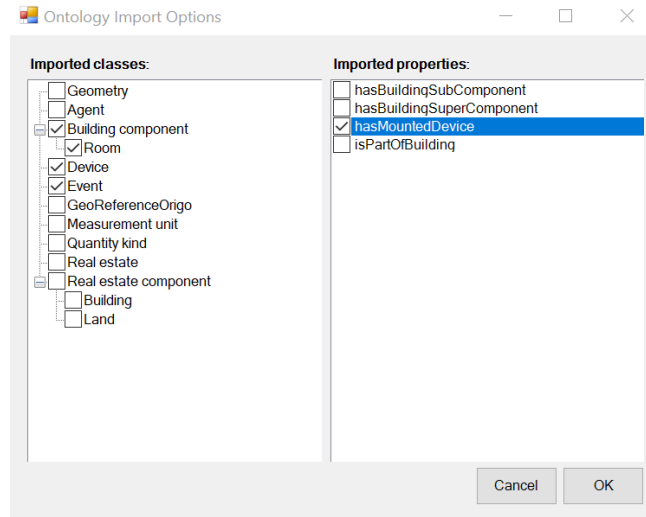 Ontology Import Options
Imported classes:
Geometry
Agent
Building component
Room
Device
Event
GeoReferenceOrigo
Measurement unit
Quantity kind
Real estate
Real estate component
Building
Land
Imported properties:
hasBuildingSubComponent
hasBuildingSuperComponent
hasMountedDevice
isPartOfBuilding
Cancel
OK